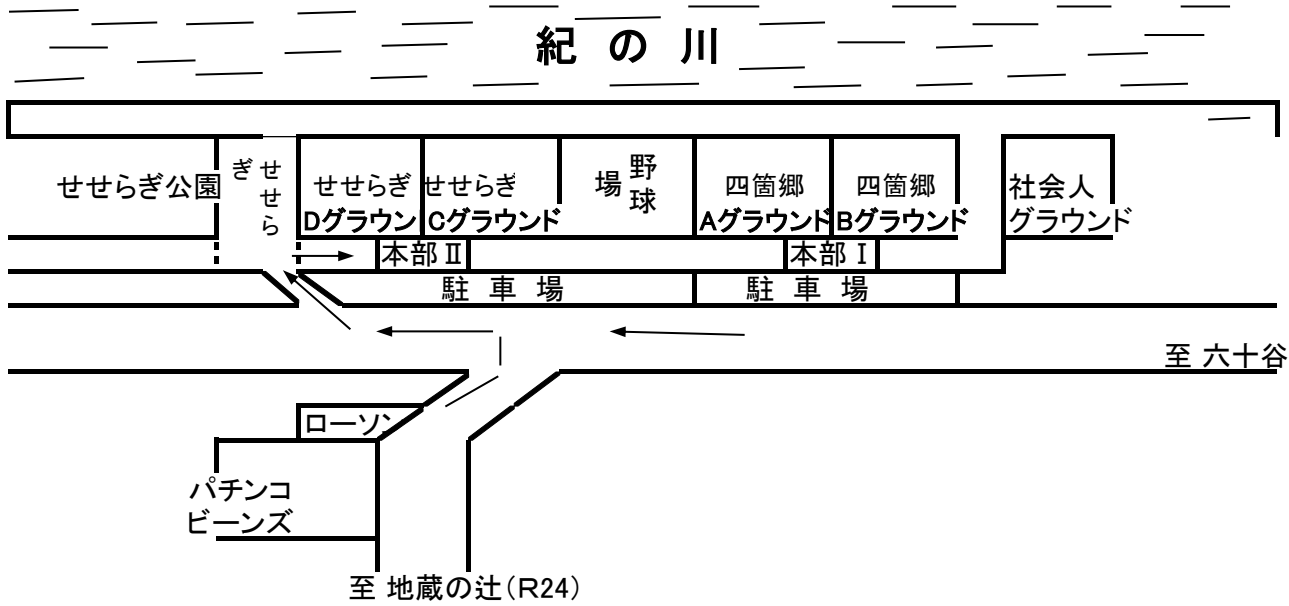 紀の川
せせらぎ公園
せせらぎ
せせらぎ
Dグラウン
せせらぎ
Cグラウンド
野球場
四箇郷
Aグラウンド
四箇郷
Bグラウンド
社会人
グラウンド
本部Ⅱ
本部Ⅰ
駐車場
駐車場
至 六十谷
ローソン
パチンコ
ビーンズ
至 地蔵の辻(R24)